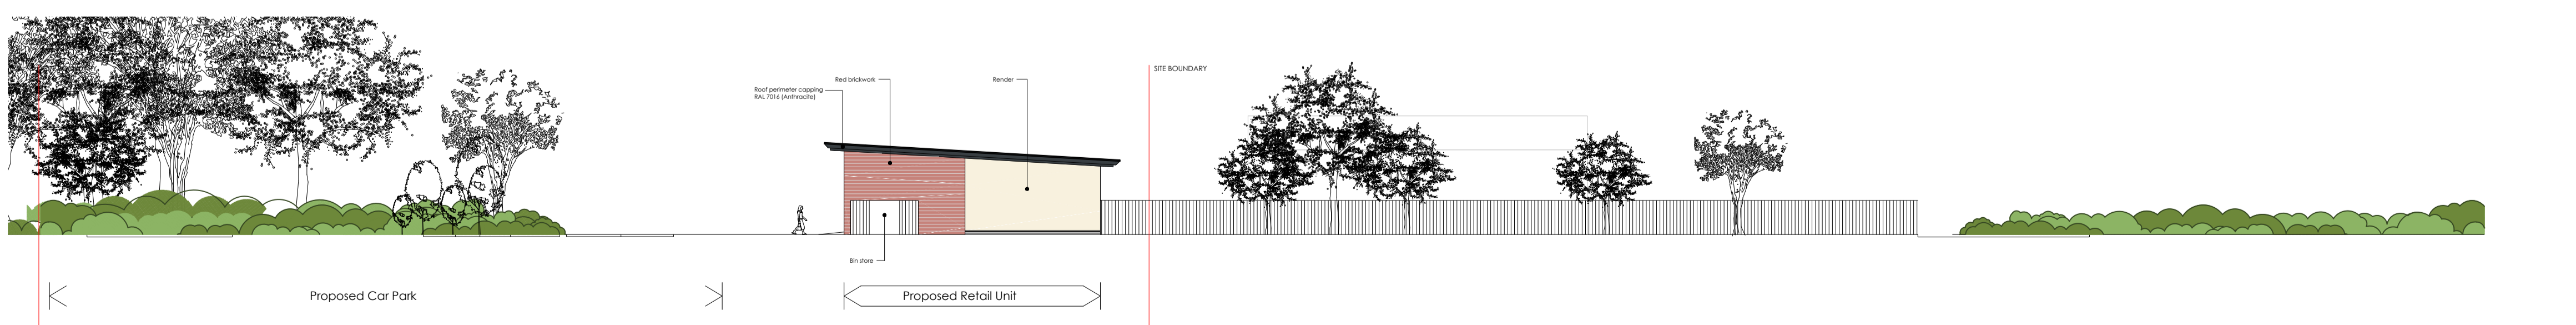 SITE BOUNDARY
Red brickwork
Render
Roof perimeter capping
RAL 7016 (Anthracite)
Bin store
Proposed Car Park
Proposed Retail Unit